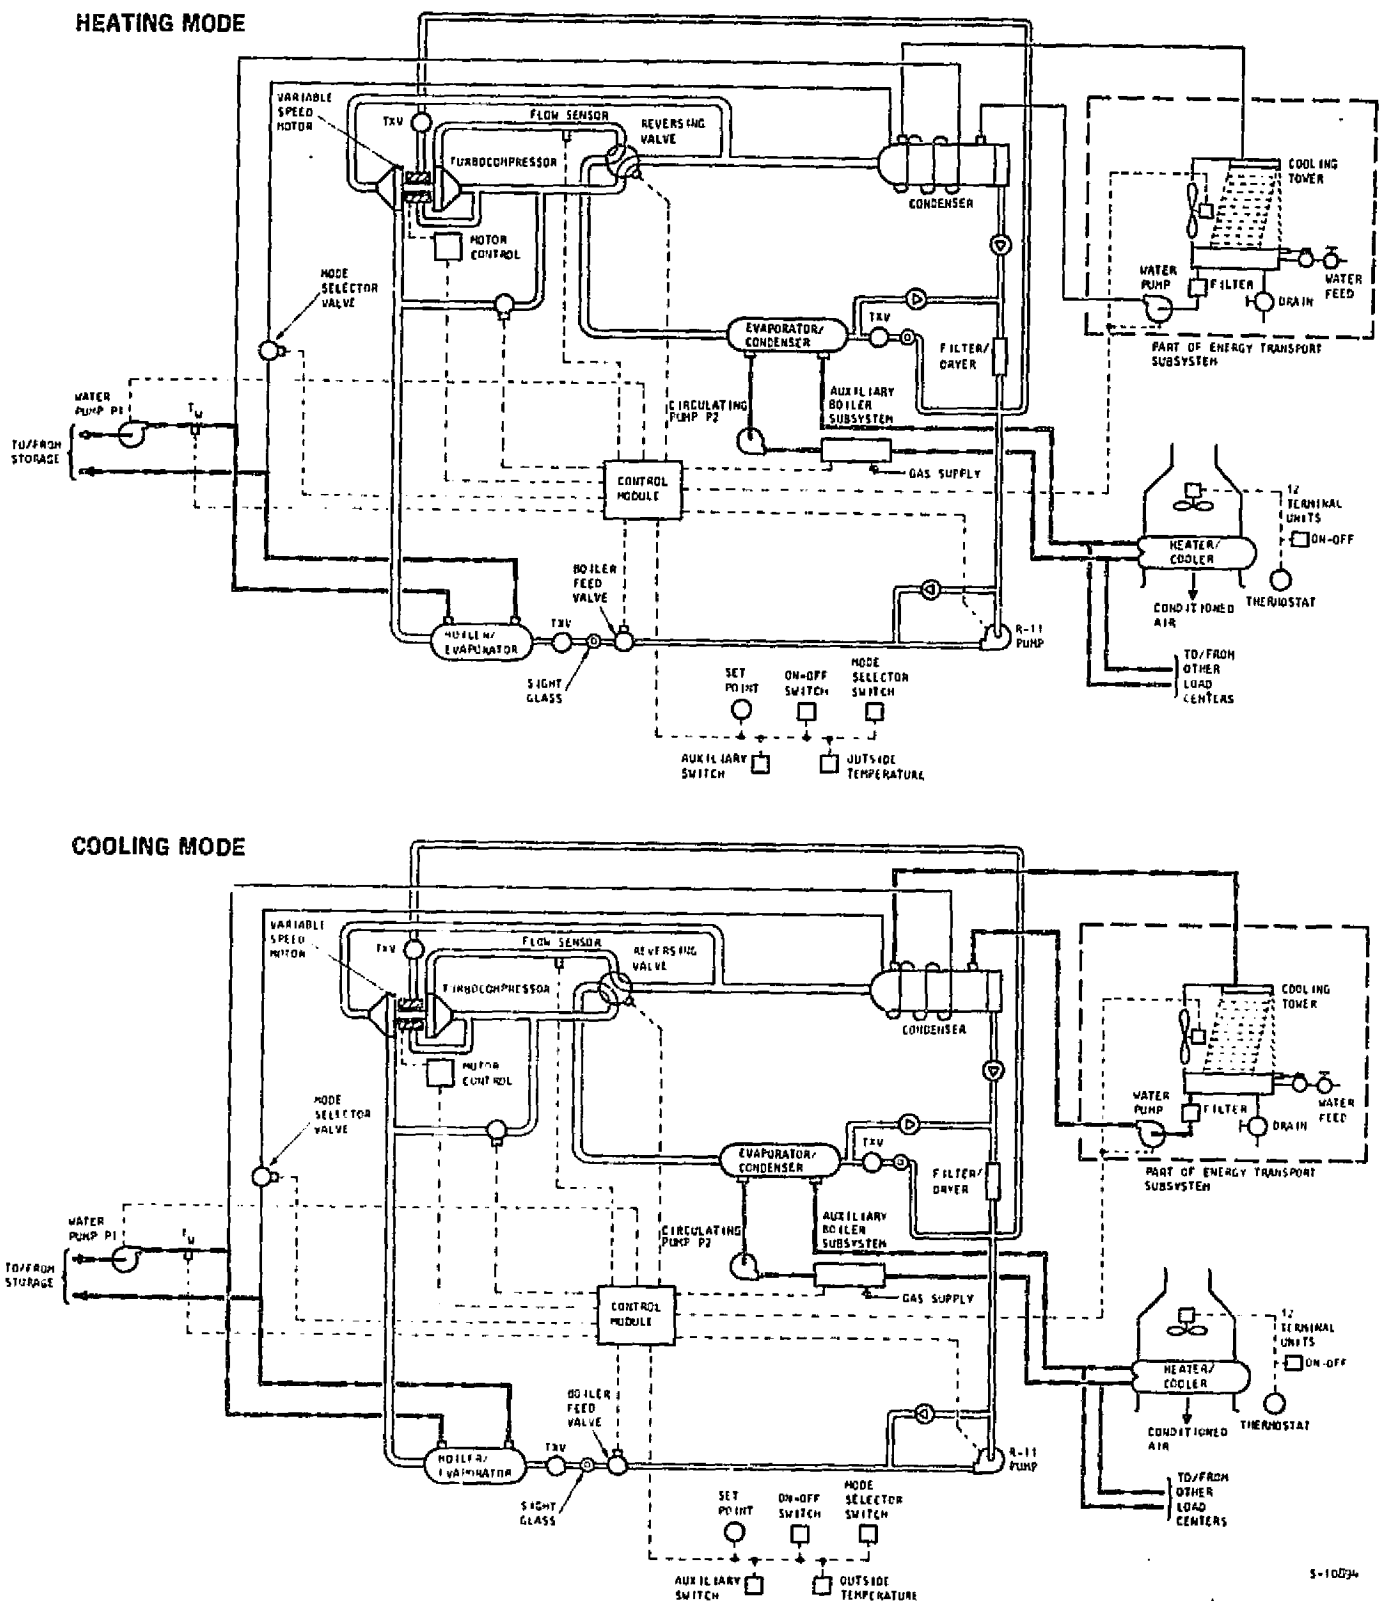 HEATING MODE
VARIABLE
SPEED
MOTOR
TXV
FLOW SENSOR
REVERSING
VALVE
TURBOCOMPRESSOR
CONDENSER
COOLING
TOWER
MOTOR
CONTROL
MODE
SELECTOR
VALVE
WATER
PUMP
FILTER
DRAIN
WATER
FEED
PART OF ENERGY TRANSPORT
SUBSYSTEM
EVAPORATOR/
CONDENSER
TXV
FILTER/
DRYER
WATER
PUMP P1
TW
TO/FROM
STORAGE
CIRCULATING
PUMP P2
AUXILIARY
BOILER
SUBSYSTEM
GAS SUPPLY
CONTROL
MODULE
12
TERMINAL
UNITS
ON-OFF
HEATER/
COOLER
THERMOSTAT
CONDITIONED
AIR
BOILER
FEED
VALVE
BOILER/
EVAPORATOR
TXV
SIGHT
GLASS
R-11
PUMP
TO/FROM
OTHER
LOAD
CENTERS
SET
POINT
ON-OFF
SWITCH
MODE
SELECTOR
SWITCH
AUXILIARY
SWITCH
OUTSIDE
TEMPERATURE
COOLING MODE
VARIABLE
SPEED
MOTOR
TXV
FLOW SENSOR
REVERSING
VALVE
TURBOCOMPRESSOR
CONDENSER
COOLING
TOWER
MOTOR
CONTROL
MODE
SELECTOR
VALVE
WATER
PUMP
FILTER
DRAIN
WATER
FEED
PART OF ENERGY TRANSPORT
SUBSYSTEM
EVAPORATOR/
CONDENSER
TXV
FILTER/
DRYER
WATER
PUMP P1
TW
TO/FROM
STORAGE
CIRCULATING
PUMP P2
AUXILIARY
BOILER
SUBSYSTEM
GAS SUPPLY
CONTROL
MODULE
12
TERMINAL
UNITS
ON-OFF
HEATER/
COOLER
THERMOSTAT
CONDITIONED
AIR
BOILER
FEED
VALVE
BOILER/
EVAPORATOR
TXV
SIGHT
GLASS
R-11
PUMP
TO/FROM
OTHER
LOAD
CENTERS
SET
POINT
ON-OFF
SWITCH
MODE
SELECTOR
SWITCH
AUXILIARY
SWITCH
OUTSIDE
TEMPERATURE